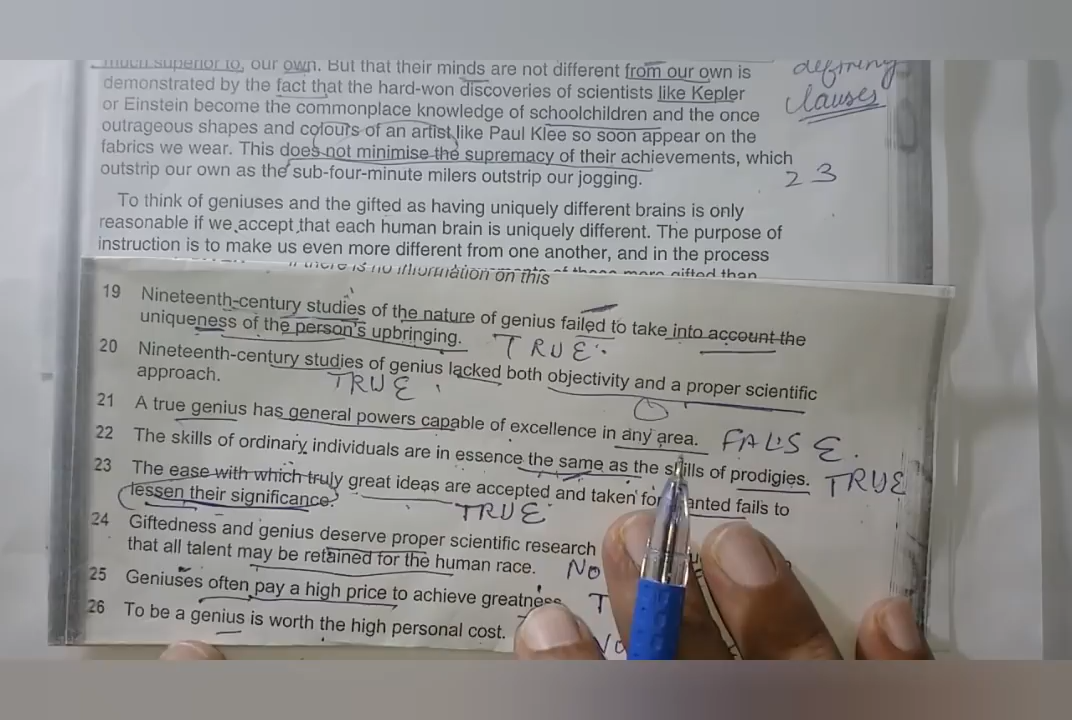 much superior to, our own. But that their minds are not different from our own is
demonstrated by the fact that the hard-won discoveries of scientists like Kepler
or Einstein become the commonplace knowledge of schoolchildren and the once
outrageous shapes and colours of an artist like Paul Klee so soon appear on the
fabrics we wear. This does not minimise the supremacy of their achievements, which
outstrip our own as the sub-four-minute milers outstrip our jogging.
defining
clauses
23
To think of geniuses and the gifted as having uniquely different brains is only
reasonable if we accept that each human brain is uniquely different. The purpose of
instruction is to make us even more different from one another, and in the process
more gifted than
if there is no information on this
19 Nineteenth-century studies of the nature of genius failed to take into account the
uniqueness of the person's upbringing. TRUE.
20 Nineteenth-century studies of genius lacked both objectivity and a proper scientific
approach. TRUE
21 A true genius has general powers capable of excellence in any area. FALSE.
22 The skills of ordinary individuals are in essence the same as the skills of prodigies. TRUE
23 The ease with which truly great ideas are accepted and taken for granted fails to
lessen their significance. TRUE
24 Giftedness and genius deserve proper scientific research
that all talent may be retained for the human race. NO
25 Geniuses often pay a high price to achieve greatness T
26 To be a genius is worth the high personal cost. NO